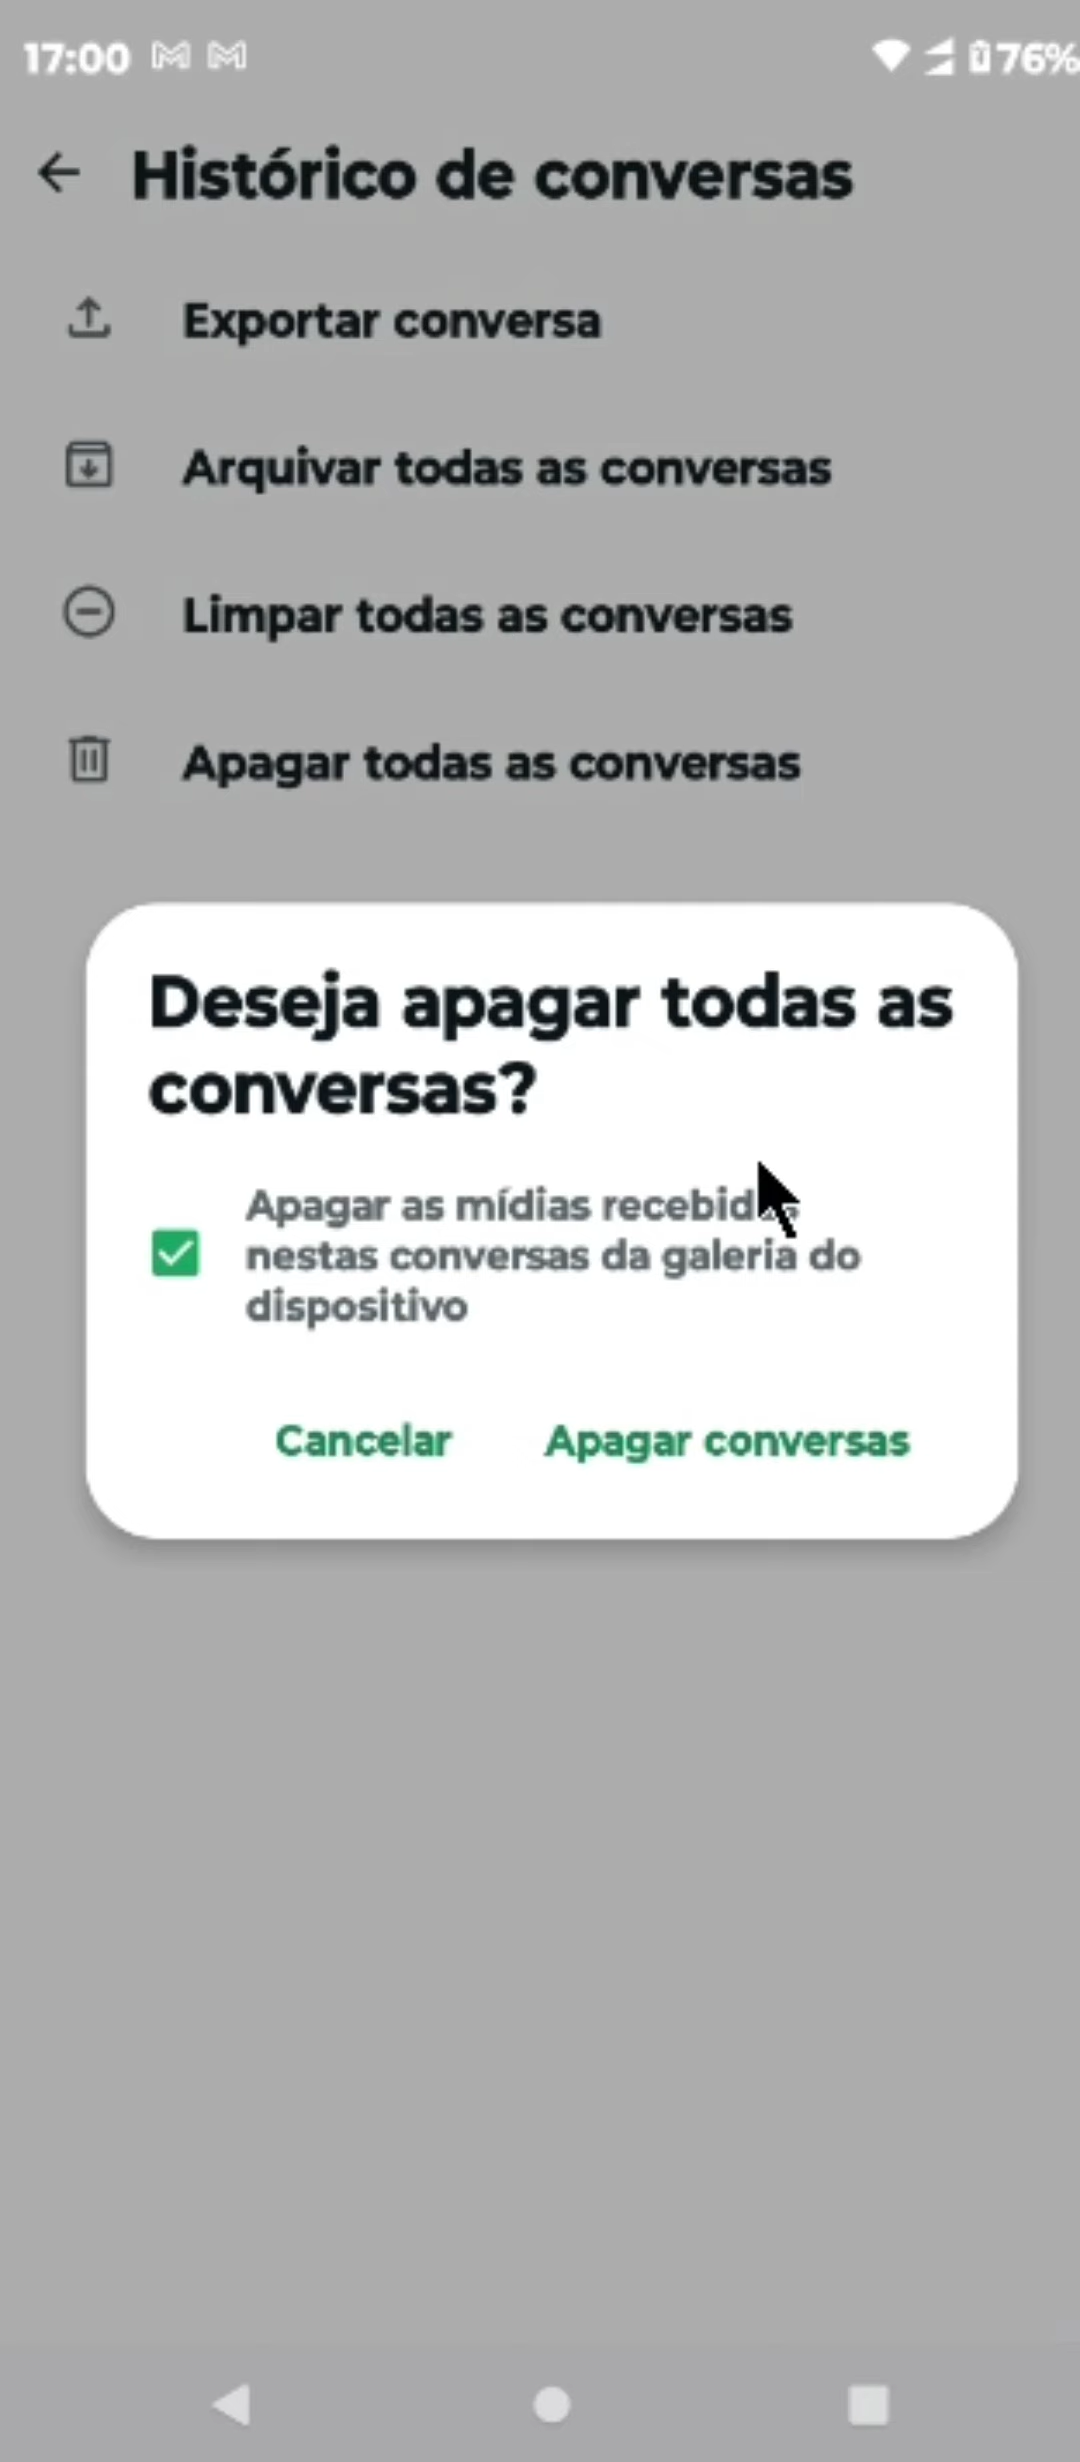 17:00 76%
Histórico de conversas
Exportar conversa
Arquivar todas as conversas
Limpar todas as conversas
Apagar todas as conversas
Deseja apagar todas as
conversas?
Apagar as mídias
nestas conversas da galeria do
dispositivo
Cancelar Apagar conversas